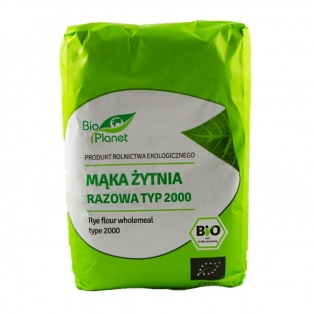 Bio
Planet
PRODUKT ROLNICTWA EKOLOGICZNEGO
MĄKA ŻYTNIA
RAZOWA TYP 2000
Rye flour wholemeal
type 2000
BiO